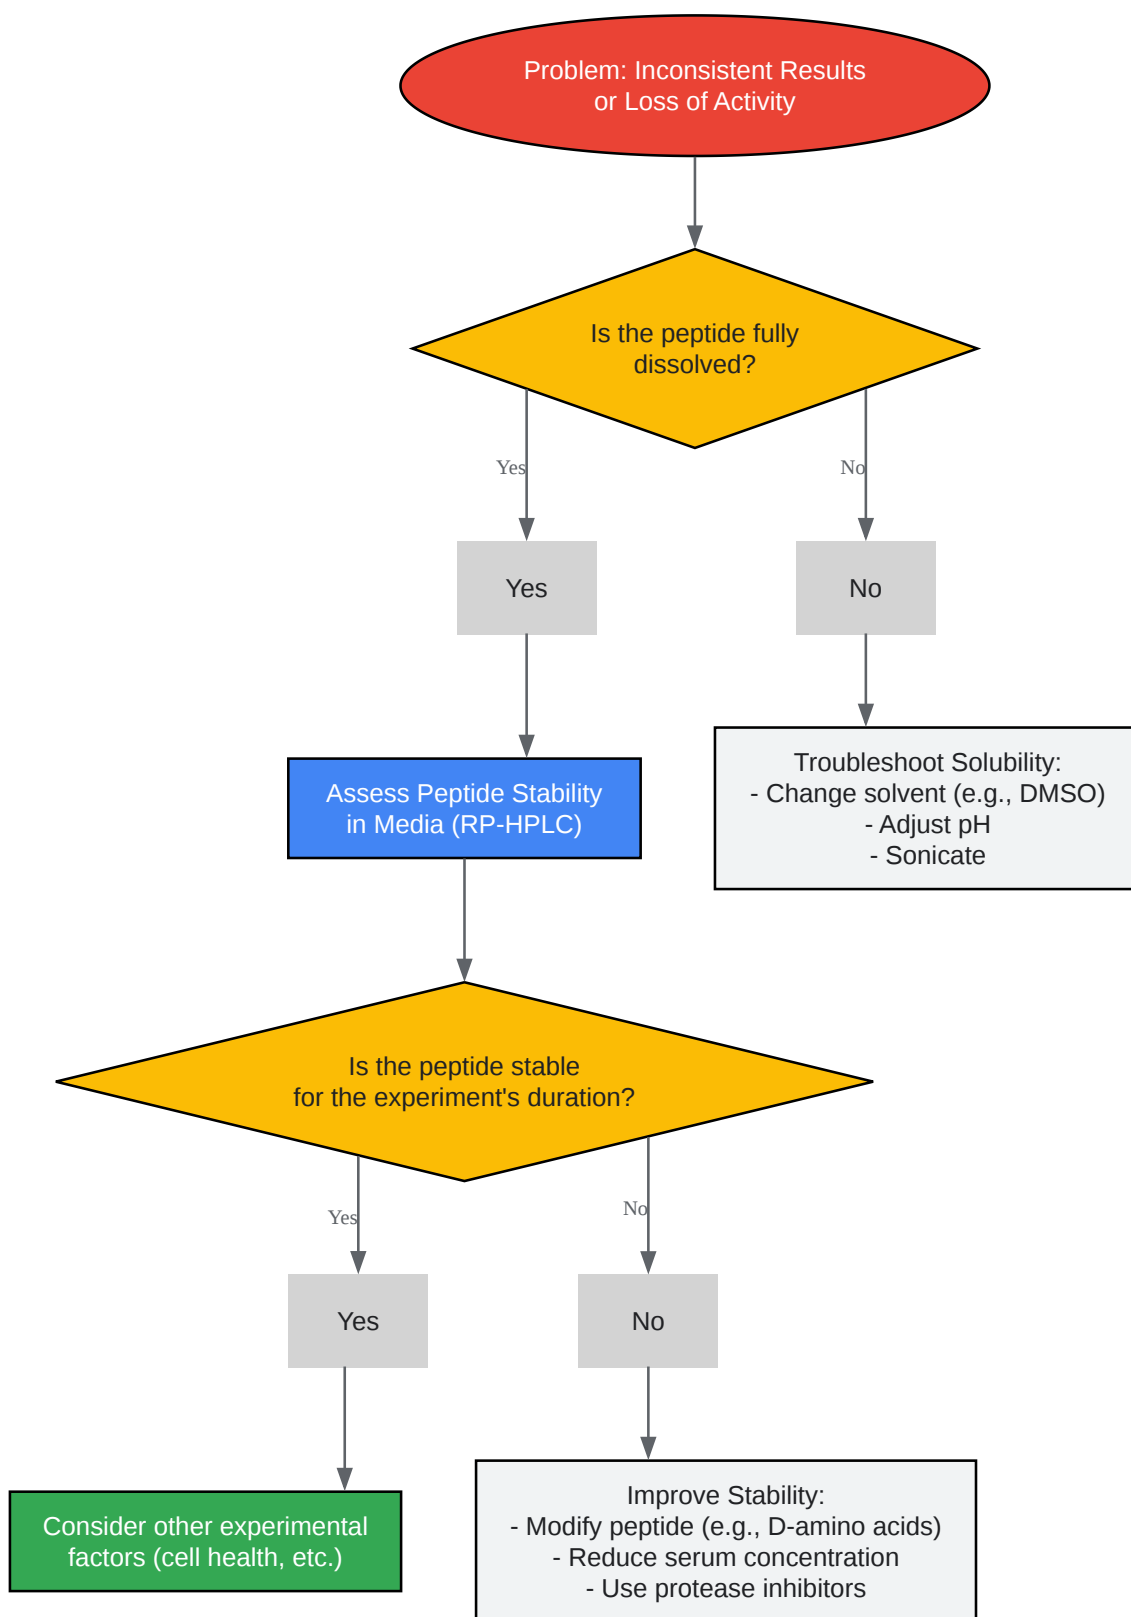 Problem: Inconsistent Results
or Loss of Activity
Is the peptide fully
dissolved?
Yes
No
Yes
No
Assess Peptide Stability
in Media (RP-HPLC)
Troubleshoot Solubility:
- Change solvent (e.g., DMSO)
- Adjust pH
- Sonicate
Is the peptide stable
for the experiment's duration?
Yes
No
Yes
No
Consider other experimental
factors (cell health, etc.)
Improve Stability:
- Modify peptide (e.g., D-amino acids)
- Reduce serum concentration
- Use protease inhibitors